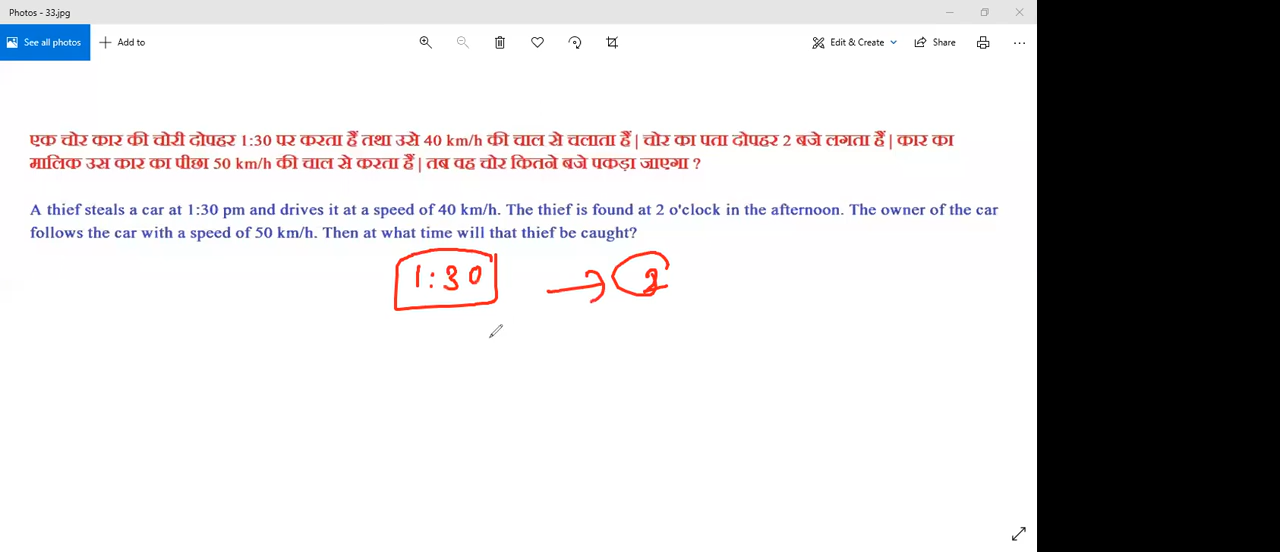 Photos - 33.jpg
See all photos
Add to
Edit & Create
Share
एक चोर कार की चोरी दोपहर 1:30 पर करता हैं तथा उसे 40 km/h की चाल से चलाता हैं | चोर का पता दोपहर 2 बजे लगता हैं | कार का
मालिक उस कार का पीछा 50 km/h की चाल से करता हैं | तब वह चोर कितने बजे पकड़ा जाएगा ?
A thief steals a car at 1:30 pm and drives it at a speed of 40 km/h. The thief is found at 2 o'clock in the afternoon. The owner of the car
follows the car with a speed of 50 km/h. Then at what time will that thief be caught?
1:30 → 2